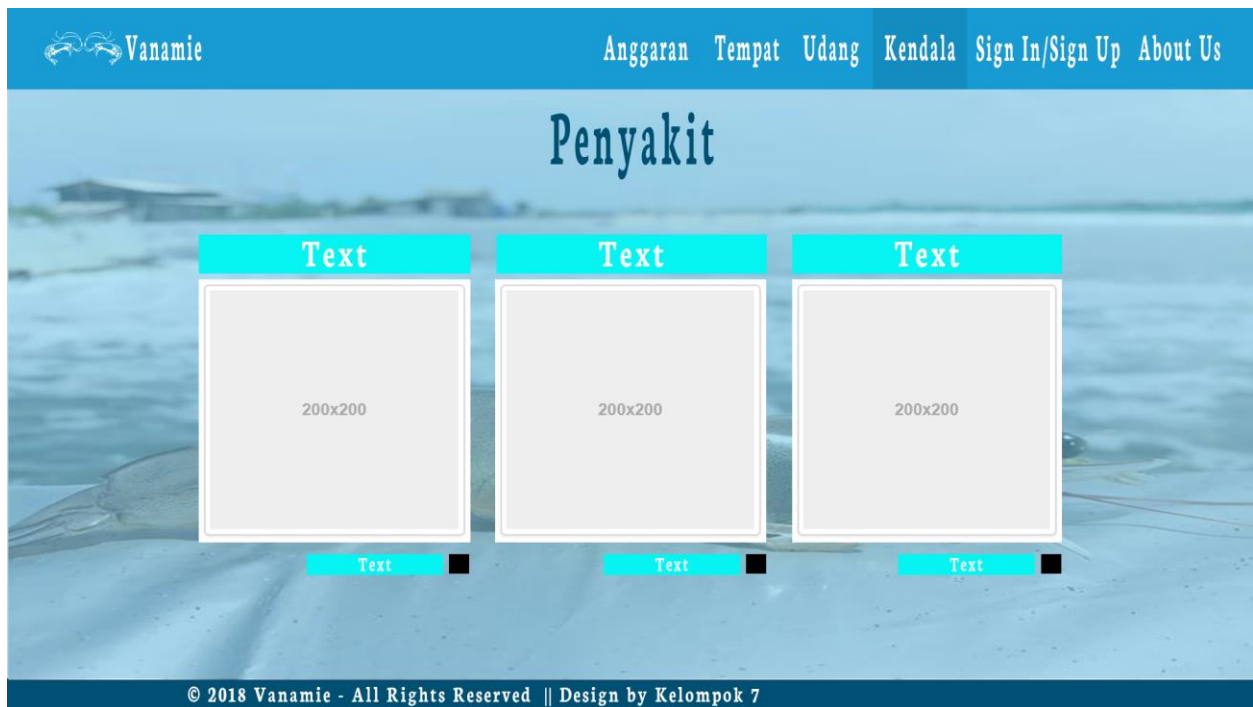 Vanamie Anggaran Tempat Udang Kendala Sign In/Sign Up About Us
Penyakit
Text Text Text
200x200 200x200 200x200
Text Text Text
© 2018 Vanamie - All Rights Reserved || Design by Kelompok 7